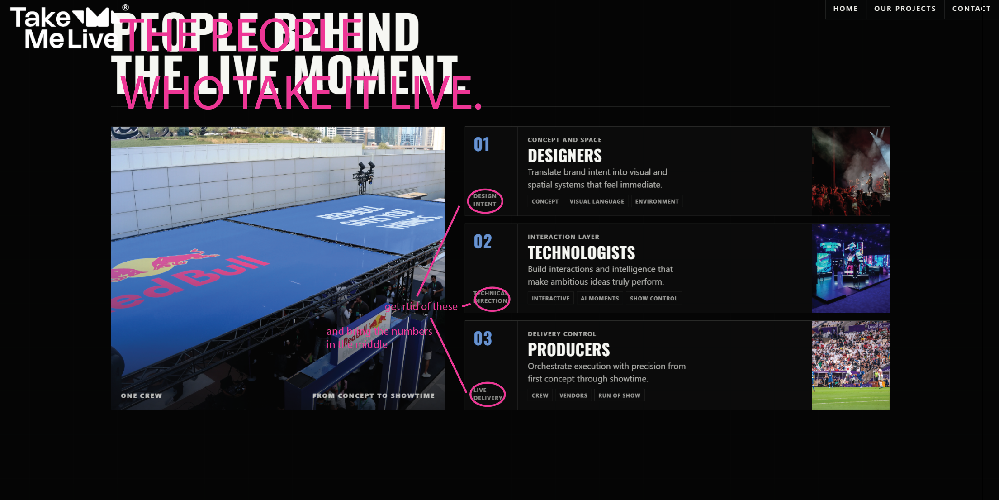 Take
Me Live®
HOME
OUR PROJECTS
CONTACT
PEOPLE BEHIND
THE LIVE MOMENT.
THE PEOPLE
WHO TAKE IT LIVE.
RED BULL
GIVES YOU
WIIINGS.
Red Bull
01
DESIGN
INTENT
CONCEPT AND SPACE
DESIGNERS
Translate brand intent into visual and
spatial systems that feel immediate.
CONCEPT
VISUAL LANGUAGE
ENVIRONMENT
02
TECHNICAL
DIRECTION
INTERACTION LAYER
TECHNOLOGISTS
Build interactions and intelligence that
make ambitious ideas truly perform.
INTERACTIVE
AI MOMENTS
SHOW CONTROL
get rtid of these
and bring the numbers
in the middle
Red Bull
03
LIVE
DELIVERY
DELIVERY CONTROL
PRODUCERS
Orchestrate execution with precision from
first concept through showtime.
CREW
VENDORS
RUN OF SHOW
Lusail Super
ONE CREW
FROM CONCEPT TO SHOWTIME